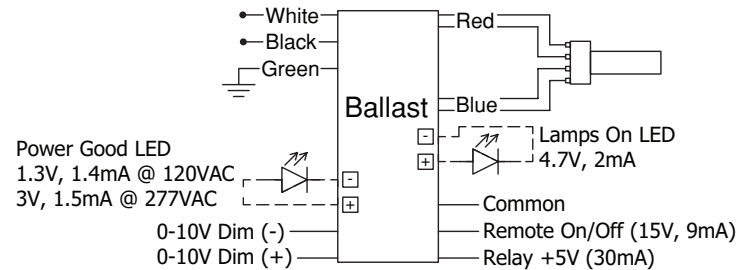 White
Black
Green
Red
Ballast
Blue
Power Good LED
1.3V, 1.4mA @ 120VAC
3V, 1.5mA @ 277VAC
-
+
0-10V Dim (-)
0-10V Dim (+)
-
+
Lamps On LED
4.7V, 2mA
Common
Remote On/Off (15V, 9mA)
Relay +5V (30mA)